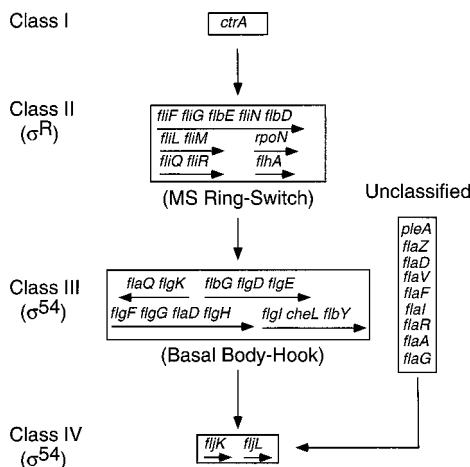 Class I
ctrA
Class II
(σR)
fliF fliG flbE fliN flbD
fliL fliM rpoN
fliQ fliR flhA
(MS Ring-Switch)
Unclassified
pleA
flaZ
flaD
flaV
flaF
flaI
flaR
flaA
flaG
Class III
(σ54)
flaQ flgK flbG flgD flgE
flgF flgG flaD flgH flgI cheL flbY
(Basal Body-Hook)
Class IV
(σ54)
fljK fljL